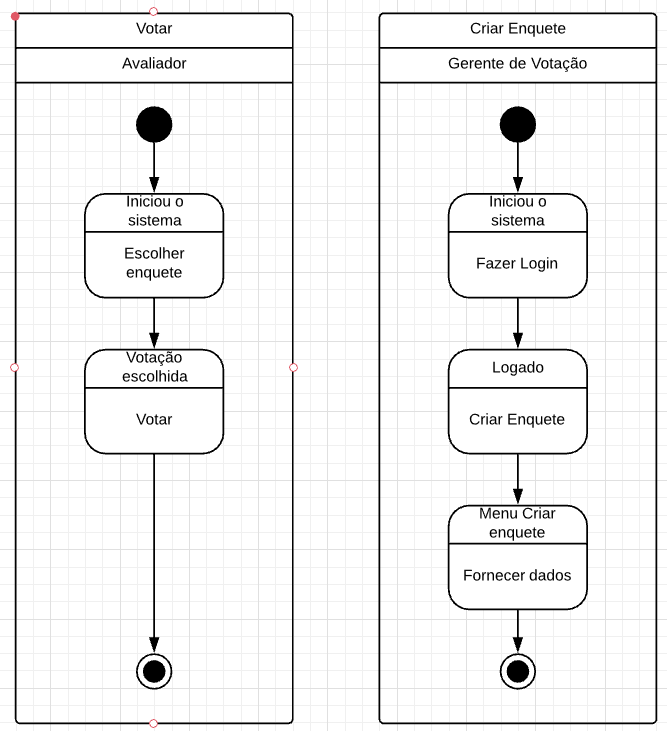 Votar
Avaliador
Iniciou o
sistema
Escolher
enquete
Votação
escolhida
Votar
Criar Enquete
Gerente de Votação
Iniciou o
sistema
Fazer Login
Logado
Criar Enquete
Menu Criar
enquete
Fornecer dados